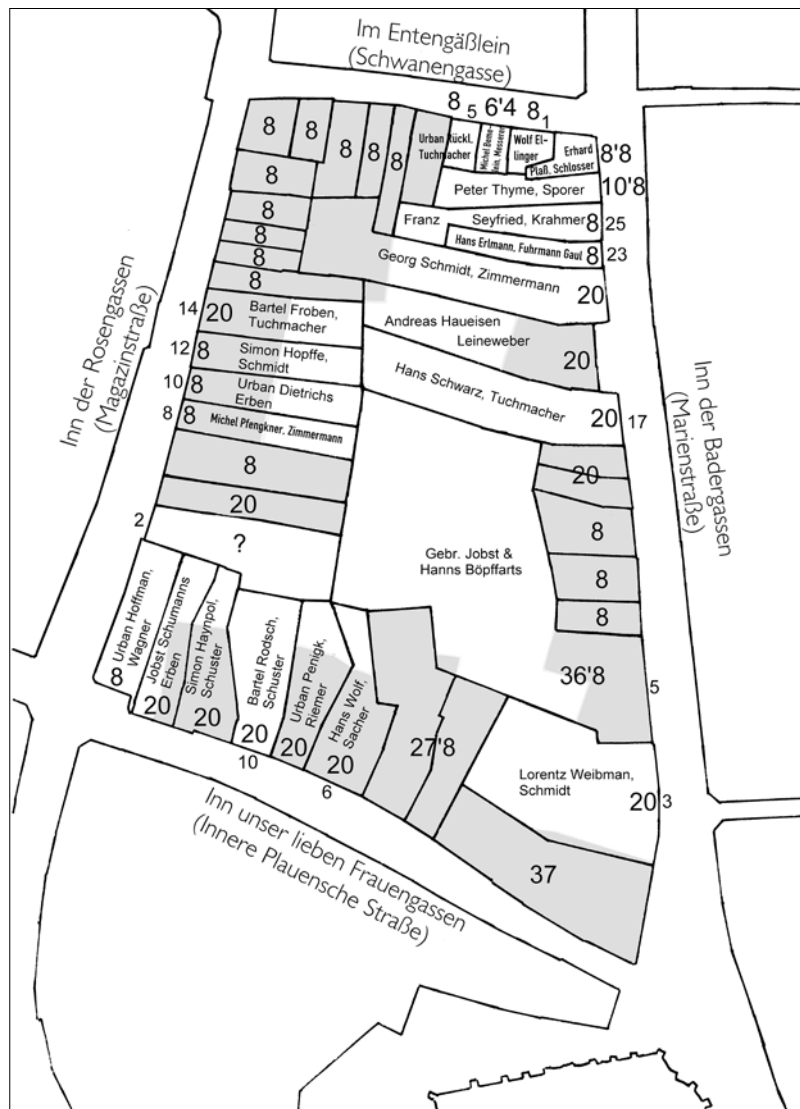 Im Entengäßlein
(Schwanengasse)
8 5 6'4 8 1
8
8
8
8
8
Urban Rückl,
Tuchmacher
Wolf El-
linger
Erhard
Plaß, Schlosser
8'8
8
Peter Thyme, Sporer
10'8
8
Franz Seyfried, Krahmer 8 25
8
Hans Erlmann, Fuhrmann Gaul 8 23
8
Georg Schmidt, Zimmermann
20
8
14 20 Bartel Froben,
Tuchmacher
Andreas Haueisen
Leineweber
20
12 8 Simon Hopffe,
Schmidt
10 8 Urban Dietrichs
Erben
Hans Schwarz, Tuchmacher
20 17
8 8 Michel Pfengkner, Zimmermann
8
20
20
2
?
8
Gebr. Jobst &
Hanns Böpffarts
8
8
36'8
5
Inn der Rosengassen
(Magazinstraße)
Inn der Badergassen
(Marienstraße)
Urban Hoffman,
Wagner
8
Jobst Schumanns
Erben
20
Simon Haynpol,
Schuster
20
Bartel Rodsch,
Schuster
20
10
Urban Penigk,
Riemer
20
Hans Wolf,
Sacher
20
6
27'8
Lorentz Weibman,
Schmidt
20 3
37
Inn unser lieben Frauengassen
(Innere Plauensche Straße)